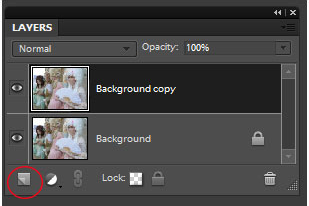 LAYERS
Normal Opacity: 100%
Background copy
Background
Lock: